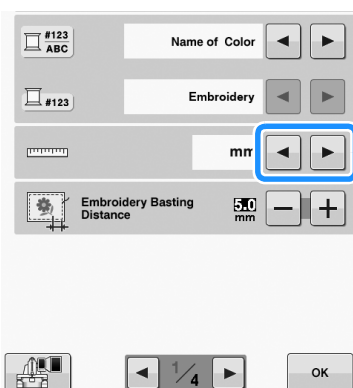 #123
ABC
Name of Color
#123
Embroidery
mm
Embroidery Basting
Distance
5.0
mm
1/4
OK